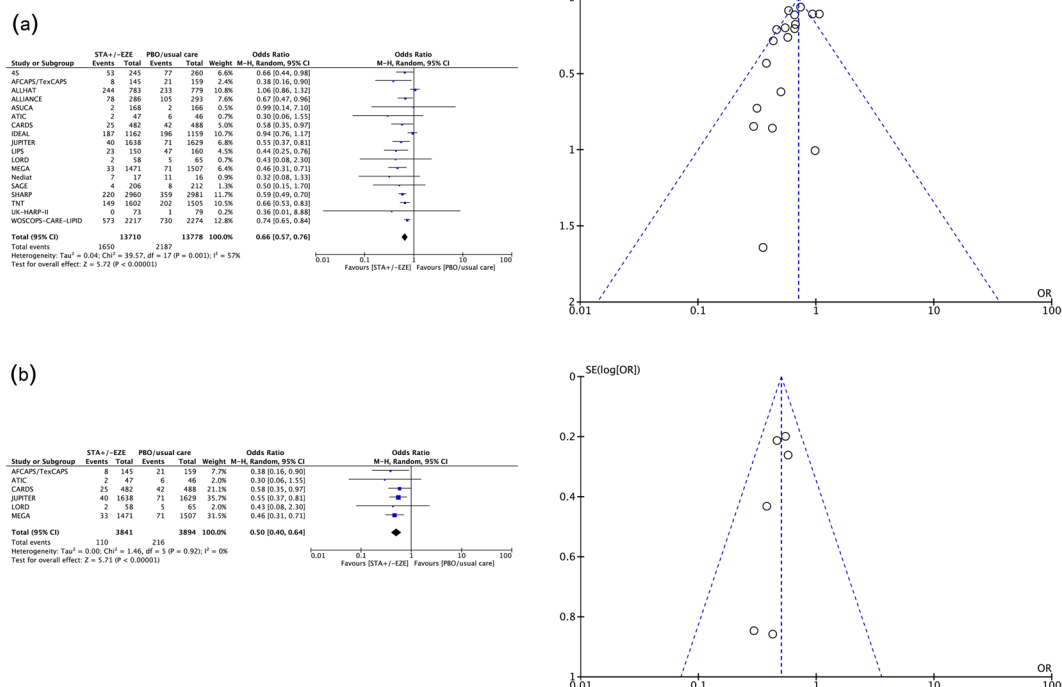 (a)
STA+/-EZE PBO/usual care Odds Ratio Odds Ratio
Study or Subgroup Events Total Events Total Weight M-H, Random, 95% CI M-H, Random, 95% CI
4S 53 245 77 260 6.6% 0.66 [0.44, 0.98]
AFCAPS/TexCAPS 8 145 21 159 2.4% 0.38 [0.16, 0.90]
ALLHAT 244 783 233 779 10.8% 1.06 [0.86, 1.32]
ALLIANCE 78 286 105 293 7.7% 0.67 [0.47, 0.96]
ASUCA 2 168 2 166 0.5% 0.99 [0.14, 7.10]
ATIC 2 47 6 46 0.7% 0.30 [0.06, 1.55]
CARDS 25 482 42 488 5.1% 0.58 [0.35, 0.97]
IDEAL 187 1162 196 1159 10.7% 0.94 [0.76, 1.17]
JUPITER 40 1638 71 1629 6.8% 0.55 [0.37, 0.81]
LIPS 23 150 47 160 4.5% 0.44 [0.25, 0.76]
LORD 2 58 5 65 0.7% 0.43 [0.08, 2.30]
MEGA 33 1471 71 1507 6.4% 0.46 [0.31, 0.71]
Nediat 7 17 11 16 0.9% 0.32 [0.08, 1.33]
SAGE 4 206 8 212 1.3% 0.50 [0.15, 1.70]
SHARP 220 2960 359 2981 11.7% 0.59 [0.49, 0.70]
TNT 149 1602 202 1505 10.5% 0.66 [0.53, 0.83]
UK-HARP-II 0 73 1 79 0.2% 0.36 [0.01, 8.88]
WOSCOPS-CARE-LIPID 573 2217 730 2274 12.8% 0.74 [0.65, 0.84]
Total (95% CI) 13710 13778 100.0% 0.66 [0.57, 0.76]
Total events 1650 2187
Heterogeneity: Tau² = 0.04; Chi² = 39.57, df = 17 (P = 0.001); I² = 57%
Test for overall effect: Z = 5.72 (P < 0.00001)
0.01 0.1 1 10 100
Favours [STA+/-EZE] Favours [PBO/usual care]
0.5
1
1.5
2
OR
0.01 0.1 1 10 100
(b)
STA+/-EZE PBO/usual care Odds Ratio Odds Ratio
Study or Subgroup Events Total Events Total Weight M-H, Random, 95% CI M-H, Random, 95% CI
AFCAPS/TexCAPS 8 145 21 159 7.7% 0.38 [0.16, 0.90]
ATIC 2 47 6 46 2.0% 0.30 [0.06, 1.55]
CARDS 25 482 42 488 21.1% 0.58 [0.35, 0.97]
JUPITER 40 1638 71 1629 35.7% 0.55 [0.37, 0.81]
LORD 2 58 5 65 2.0% 0.43 [0.08, 2.30]
MEGA 33 1471 71 1507 31.5% 0.46 [0.31, 0.71]
Total (95% CI) 3841 3894 100.0% 0.50 [0.40, 0.64]
Total events 110 216
Heterogeneity: Tau² = 0.00; Chi² = 1.46, df = 5 (P = 0.92); I² = 0%
Test for overall effect: Z = 5.71 (P < 0.00001)
0.01 0.1 1 10 100
Favours [STA+/-EZE] Favours [PBO/usual care]
SE(log[OR])
0
0.2
0.4
0.6
0.8
1
OR
0.01 0.1 1 10 100